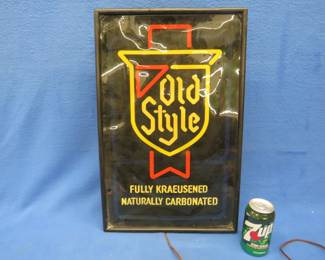 Old
Style
FULLY KRAEUSENED
NATURALLY CARBONATED
7up